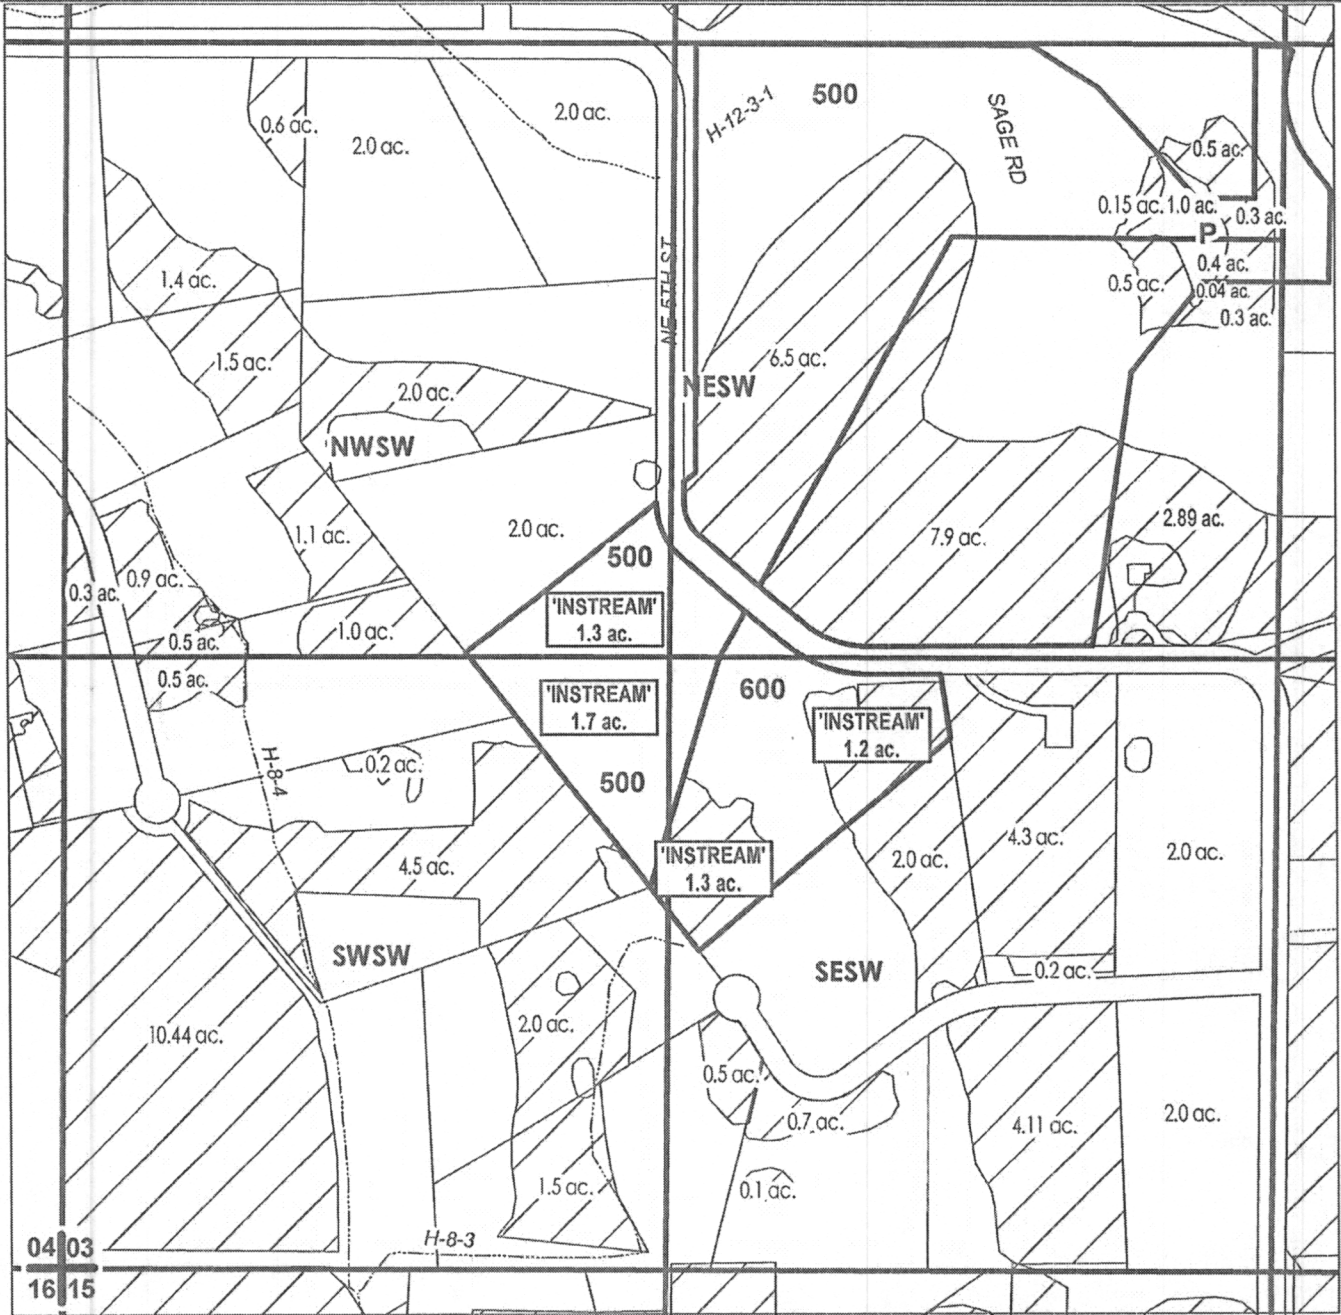 500
H-12-3-1
SAGE RD
2.0 ac.
0.6 ac.
2.0 ac.
0.5 ac.
0.15 ac.
1.0 ac.
0.3 ac.
P
0.4 ac.
0.5 ac.
0.04 ac.
0.3 ac.
1.4 ac.
NE 5TH ST
1.5 ac.
6.5 ac.
2.0 ac.
NESW
NWSW
2.89 ac.
1.1 ac.
2.0 ac.
7.9 ac.
500
0.9 ac.
0.3 ac.
'INSTREAM'
1.3 ac.
0.5 ac.
1.0 ac.
0.5 ac.
'INSTREAM'
1.7 ac.
600
'INSTREAM'
1.2 ac.
H-8-4
0.2 ac.
500
4.5 ac.
'INSTREAM'
1.3 ac.
2.0 ac.
4.3 ac.
2.0 ac.
SWSW
SESW
0.2 ac.
10.44 ac.
2.0 ac.
0.5 ac.
0.7 ac.
4.11 ac.
2.0 ac.
1.5 ac.
0.1 ac.
H-8-3
04 03
16 15